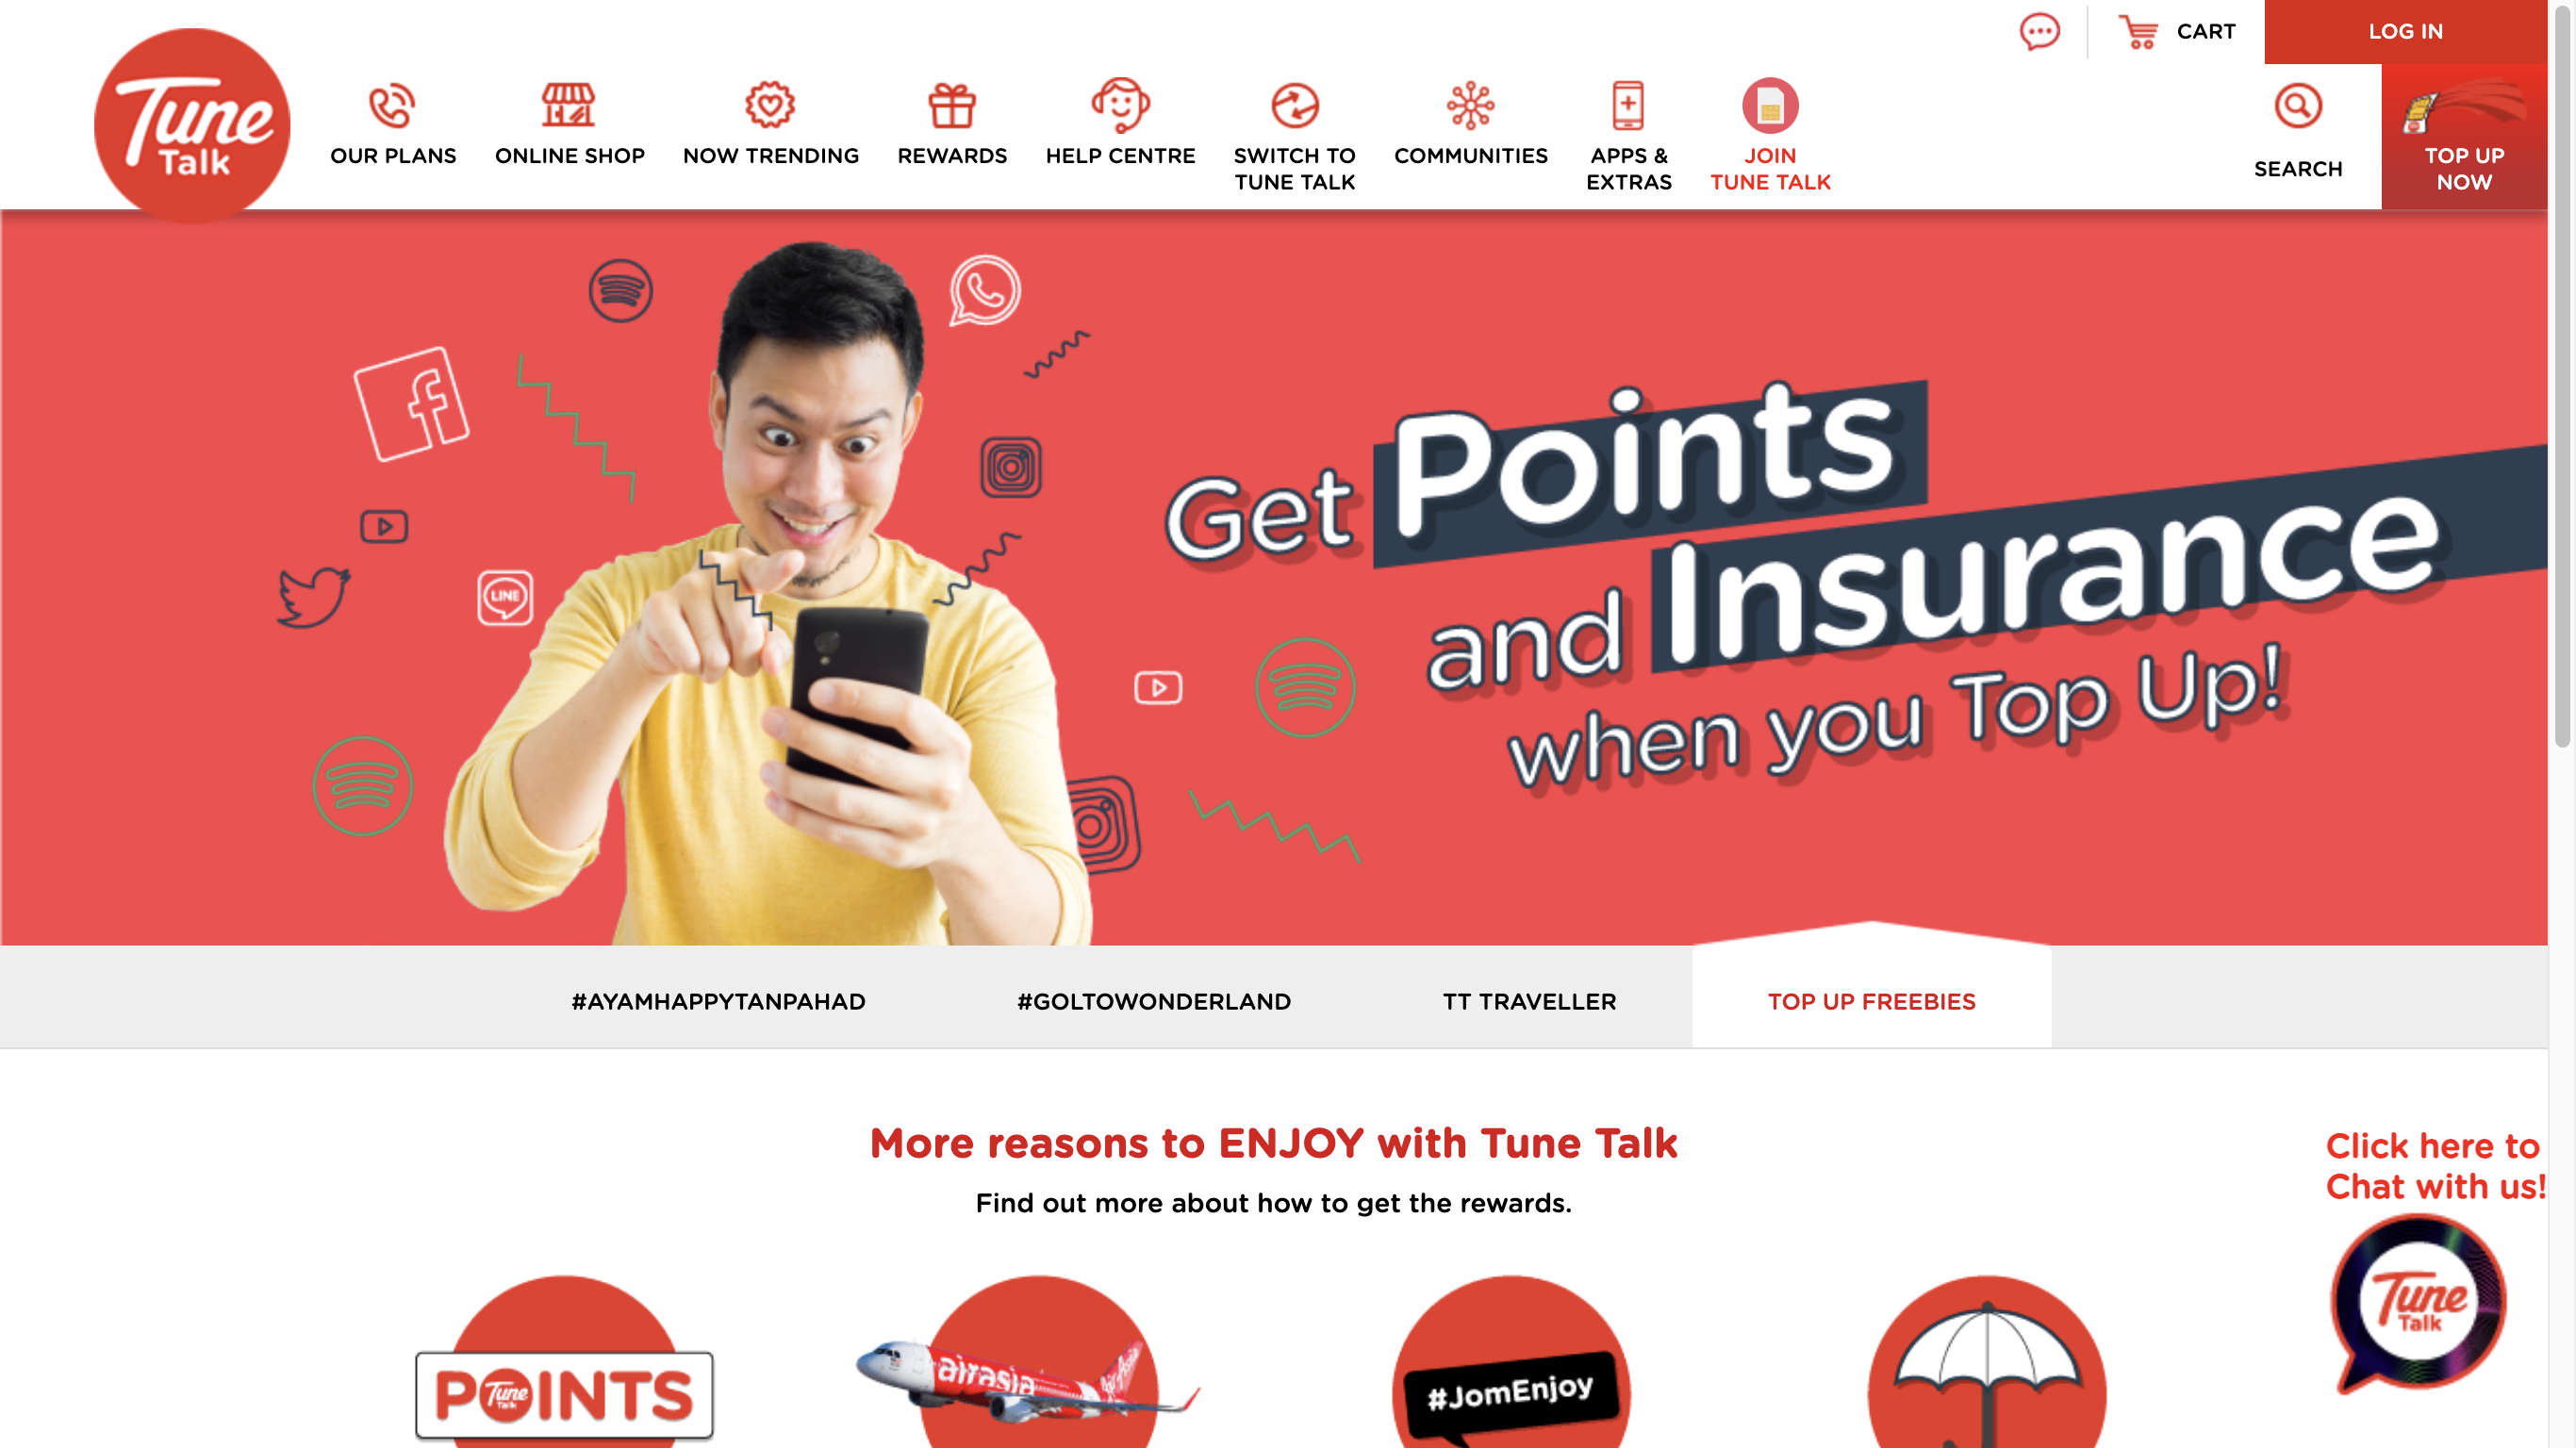 CART
LOG IN
Tune
Talk
OUR PLANS
ONLINE SHOP
NOW TRENDING
REWARDS
HELP CENTRE
SWITCH TO
TUNE TALK
COMMUNITIES
APPS &
EXTRAS
JOIN
TUNE TALK
SEARCH
TOP UP
NOW
LINE
Get Points
and Insurance
when you Top Up!
#AYAMHAPPYTANPAHAD
#GOLTOWONDERLAND
TT TRAVELLER
TOP UP FREEBIES
More reasons to ENJOY with Tune Talk
Find out more about how to get the rewards.
Click here to
Chat with us!
Tune
Talk
POINTS
Tune
Talk
airasia
AirAsia
#JomEnjoy